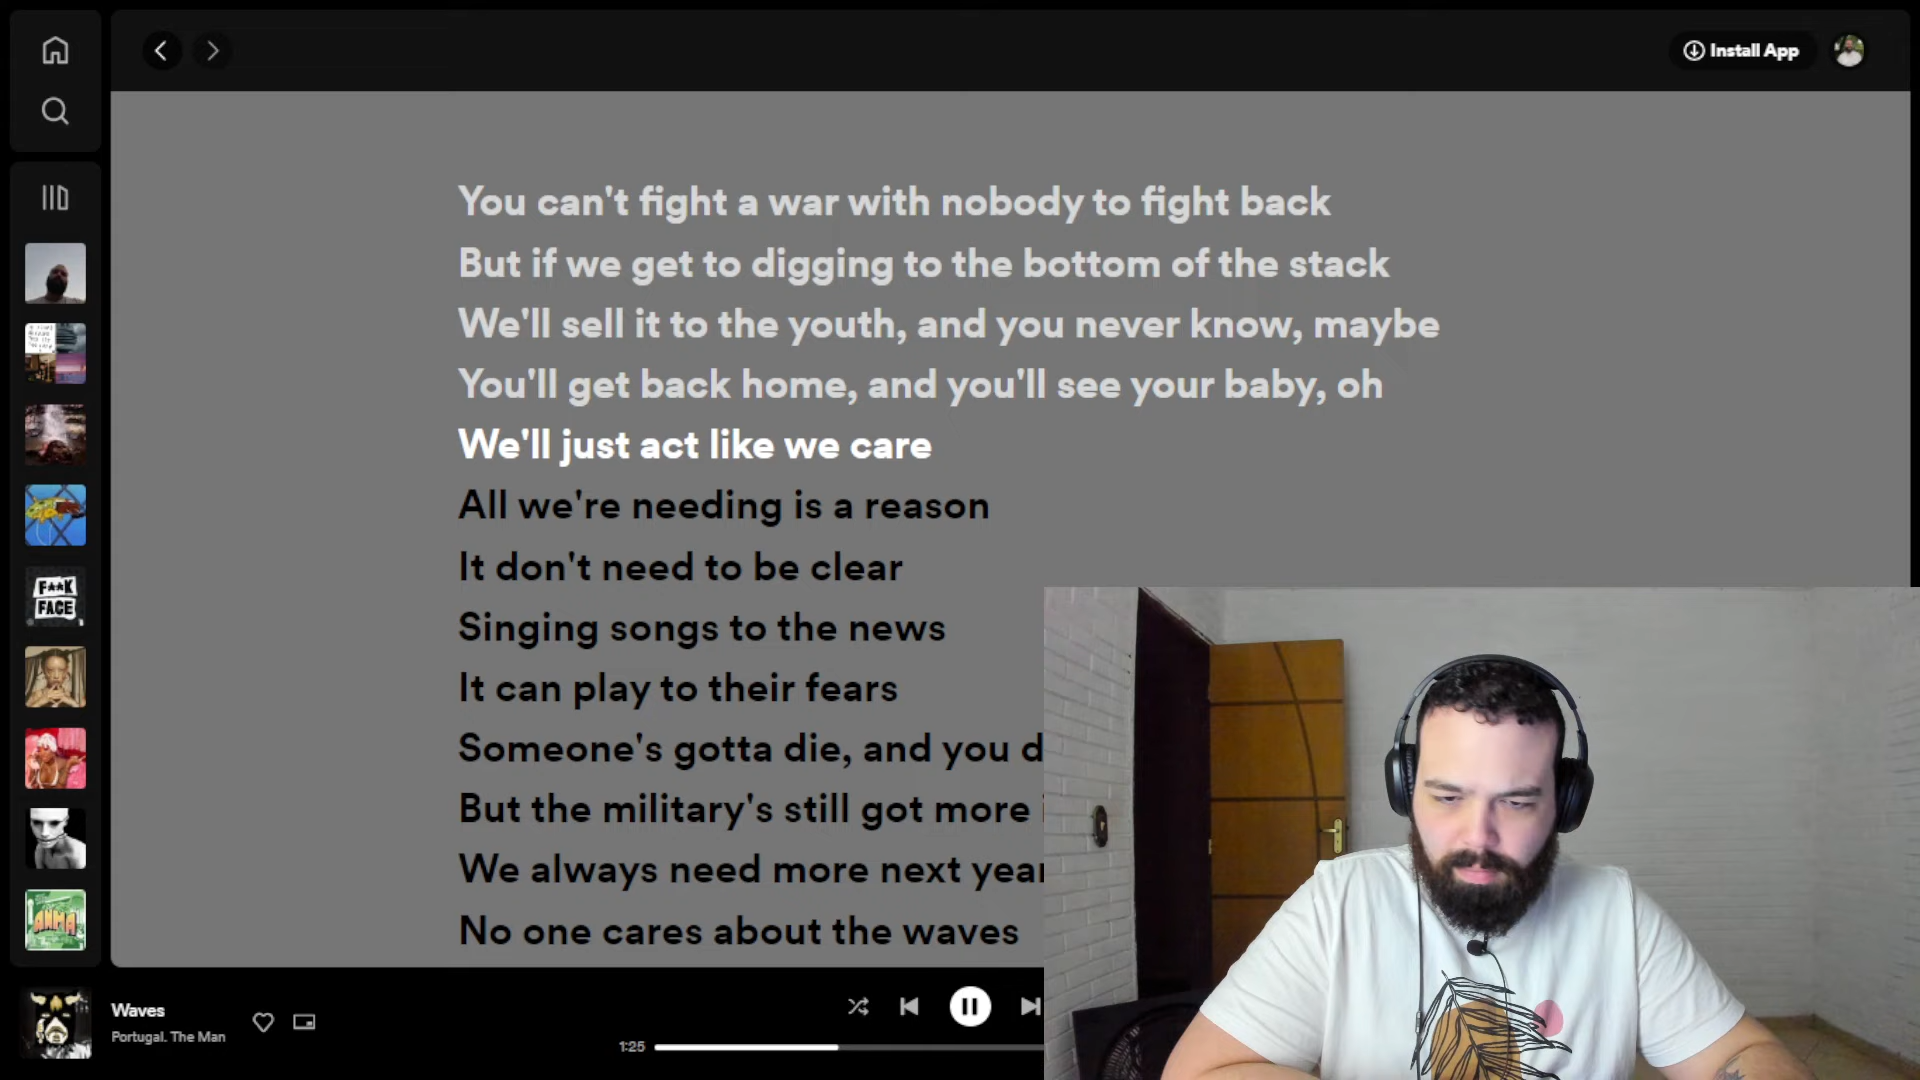 Install App
You can't fight a war with nobody to fight back
But if we get to digging to the bottom of the stack
We'll sell it to the youth, and you never know, maybe
You'll get back home, and you'll see your baby, oh
We'll just act like we care
All we're needing is a reason
It don't need to be clear
Singing songs to the news
It can play to their fears
Someone's gotta die, and you d
But the military's still got more
We always need more next year
No one cares about the waves
F**K
FACE
ANMA
Waves
Portugal. The Man
1:25